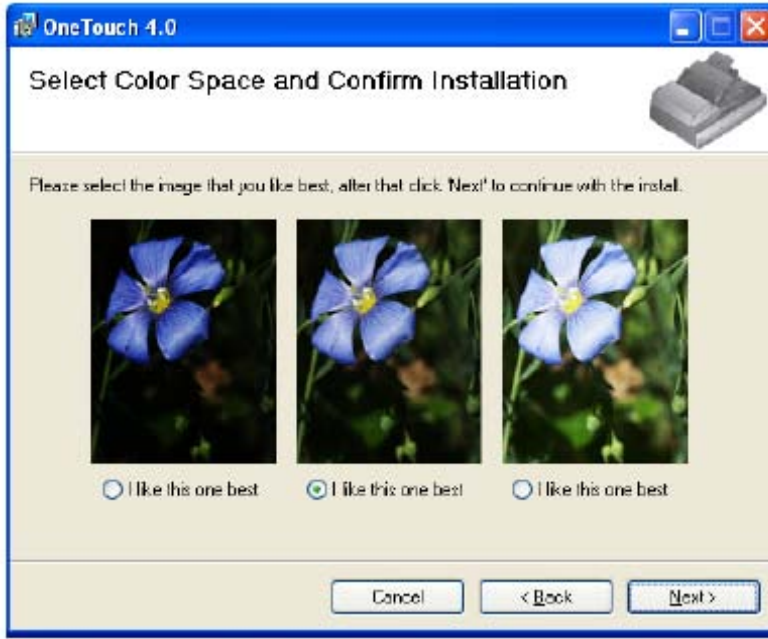 OneTouch 4.0
Select Color Space and Confirm Installation
Please select the image that you like best, after that click 'Next' to continue with the install.
I like this one best
I like this one best
I like this one best
Cancel
< Back
Next >